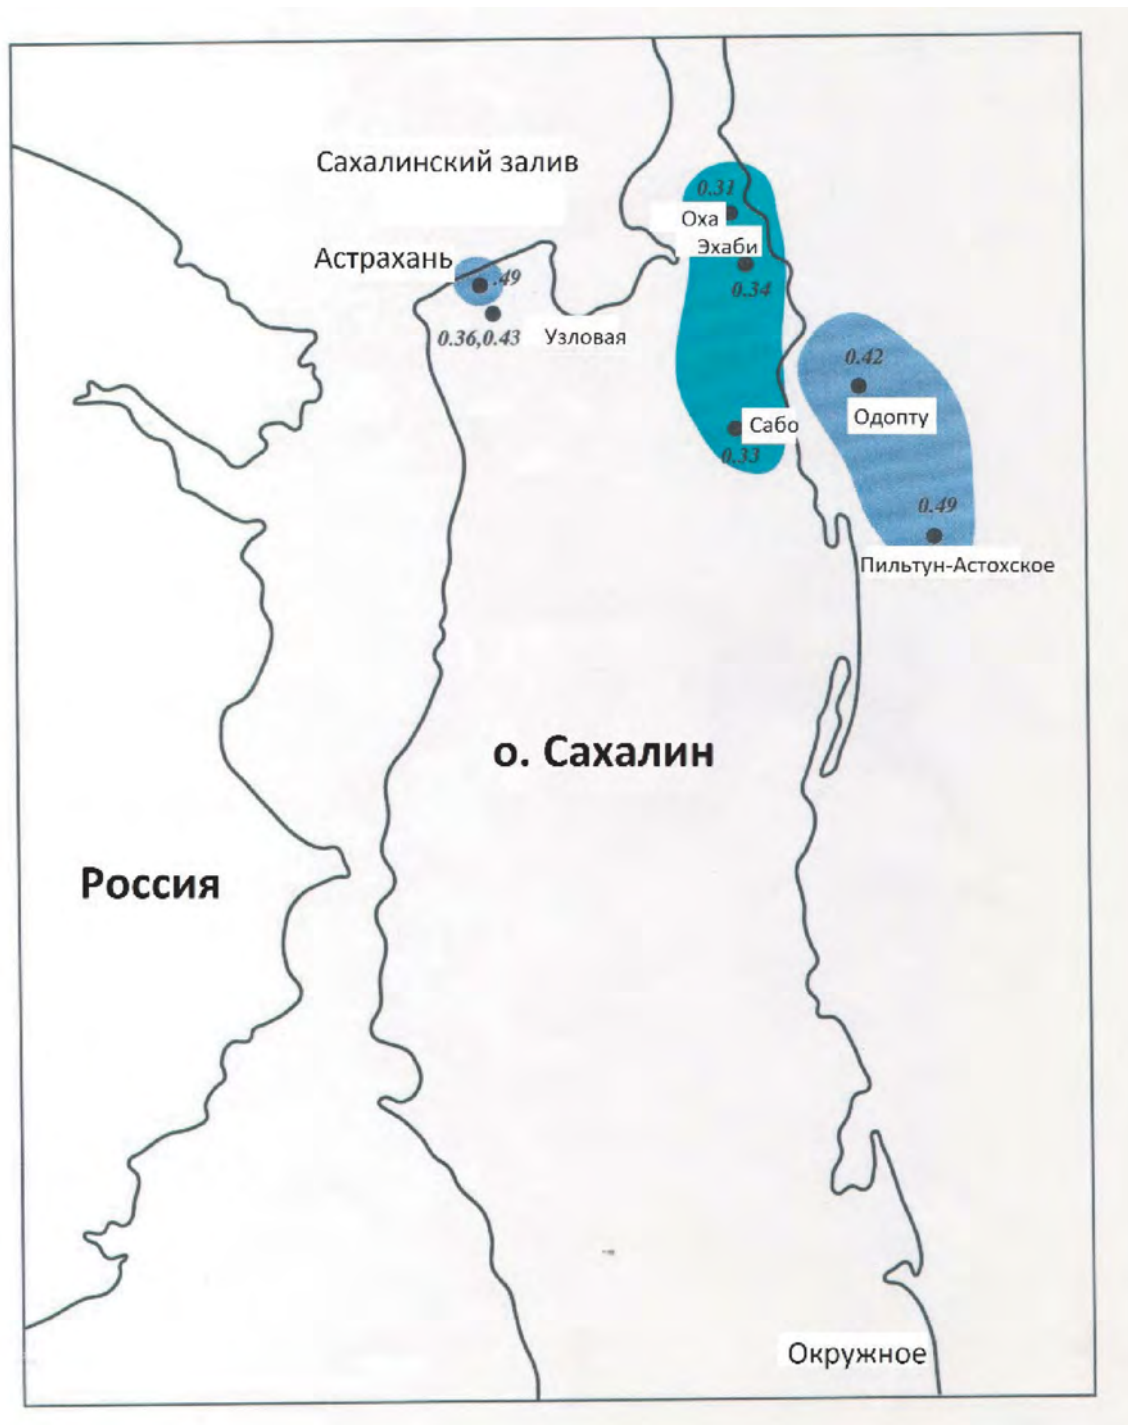 Сахалинский залив
0.31
Оха
Эхаби
Астрахань
.49
0.34
0.36,0.43
Узловая
0.42
Одопту
Сабо
0.33
0.49
Пильтун-Астохское
о. Сахалин
Россия
Окружное